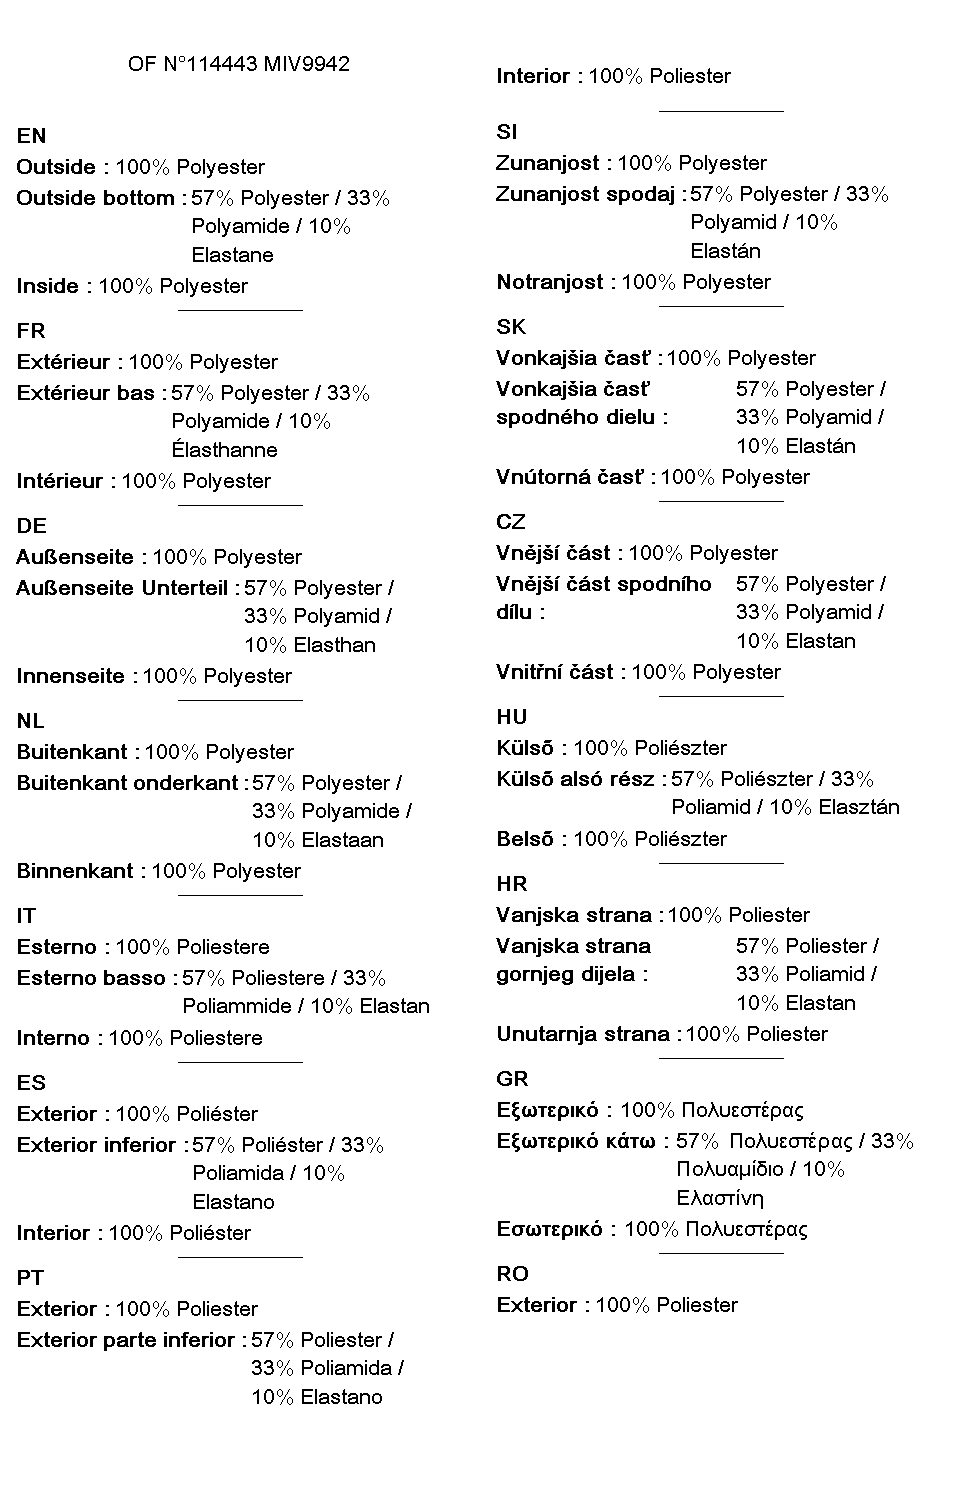 OF N°114443 MIV9942
EN
Outside : 100% Polyester
Outside bottom : 57% Polyester / 33%
Polyamide / 10%
Elastane
Inside : 100% Polyester
FR
Extérieur : 100% Polyester
Extérieur bas : 57% Polyester / 33%
Polyamide / 10%
Élasthanne
Intérieur : 100% Polyester
DE
Außenseite : 100% Polyester
Außenseite Unterteil : 57% Polyester /
33% Polyamid /
10% Elasthan
Innenseite : 100% Polyester
NL
Buitenkant : 100% Polyester
Buitenkant onderkant : 57% Polyester /
33% Polyamide /
10% Elastaan
Binnenkant : 100% Polyester
IT
Esterno : 100% Poliestere
Esterno basso : 57% Poliestere / 33%
Poliammide / 10% Elastan
Interno : 100% Poliestere
ES
Exterior : 100% Poliéster
Exterior inferior : 57% Poliéster / 33%
Poliamida / 10%
Elastano
Interior : 100% Poliéster
PT
Exterior : 100% Poliester
Exterior parte inferior : 57% Poliester /
33% Poliamida /
10% Elastano
Interior : 100% Poliester
SI
Zunanjost : 100% Polyester
Zunanjost spodaj : 57% Polyester / 33%
Polyamid / 10%
Elastán
Notranjost : 100% Polyester
SK
Vonkajšia časť : 100% Polyester
Vonkajšia časť 57% Polyester /
spodného dielu : 33% Polyamid /
10% Elastán
Vnútorná časť : 100% Polyester
CZ
Vnější část : 100% Polyester
Vnější část spodního 57% Polyester /
dílu : 33% Polyamid /
10% Elastan
Vnitřní část : 100% Polyester
HU
Külső : 100% Poliészter
Külső alsó rész : 57% Poliészter / 33%
Poliamid / 10% Elasztán
Belső : 100% Poliészter
HR
Vanjska strana : 100% Poliester
Vanjska strana 57% Poliester /
gornjeg dijela : 33% Poliamid /
10% Elastan
Unutarnja strana : 100% Poliester
GR
Εξωτερικό : 100% Πολυεστέρας
Εξωτερικό κάτω : 57% Πολυεστέρας / 33%
Πολυαμίδιο / 10%
Ελαστίνη
Εσωτερικό : 100% Πολυεστέρας
RO
Exterior : 100% Poliester